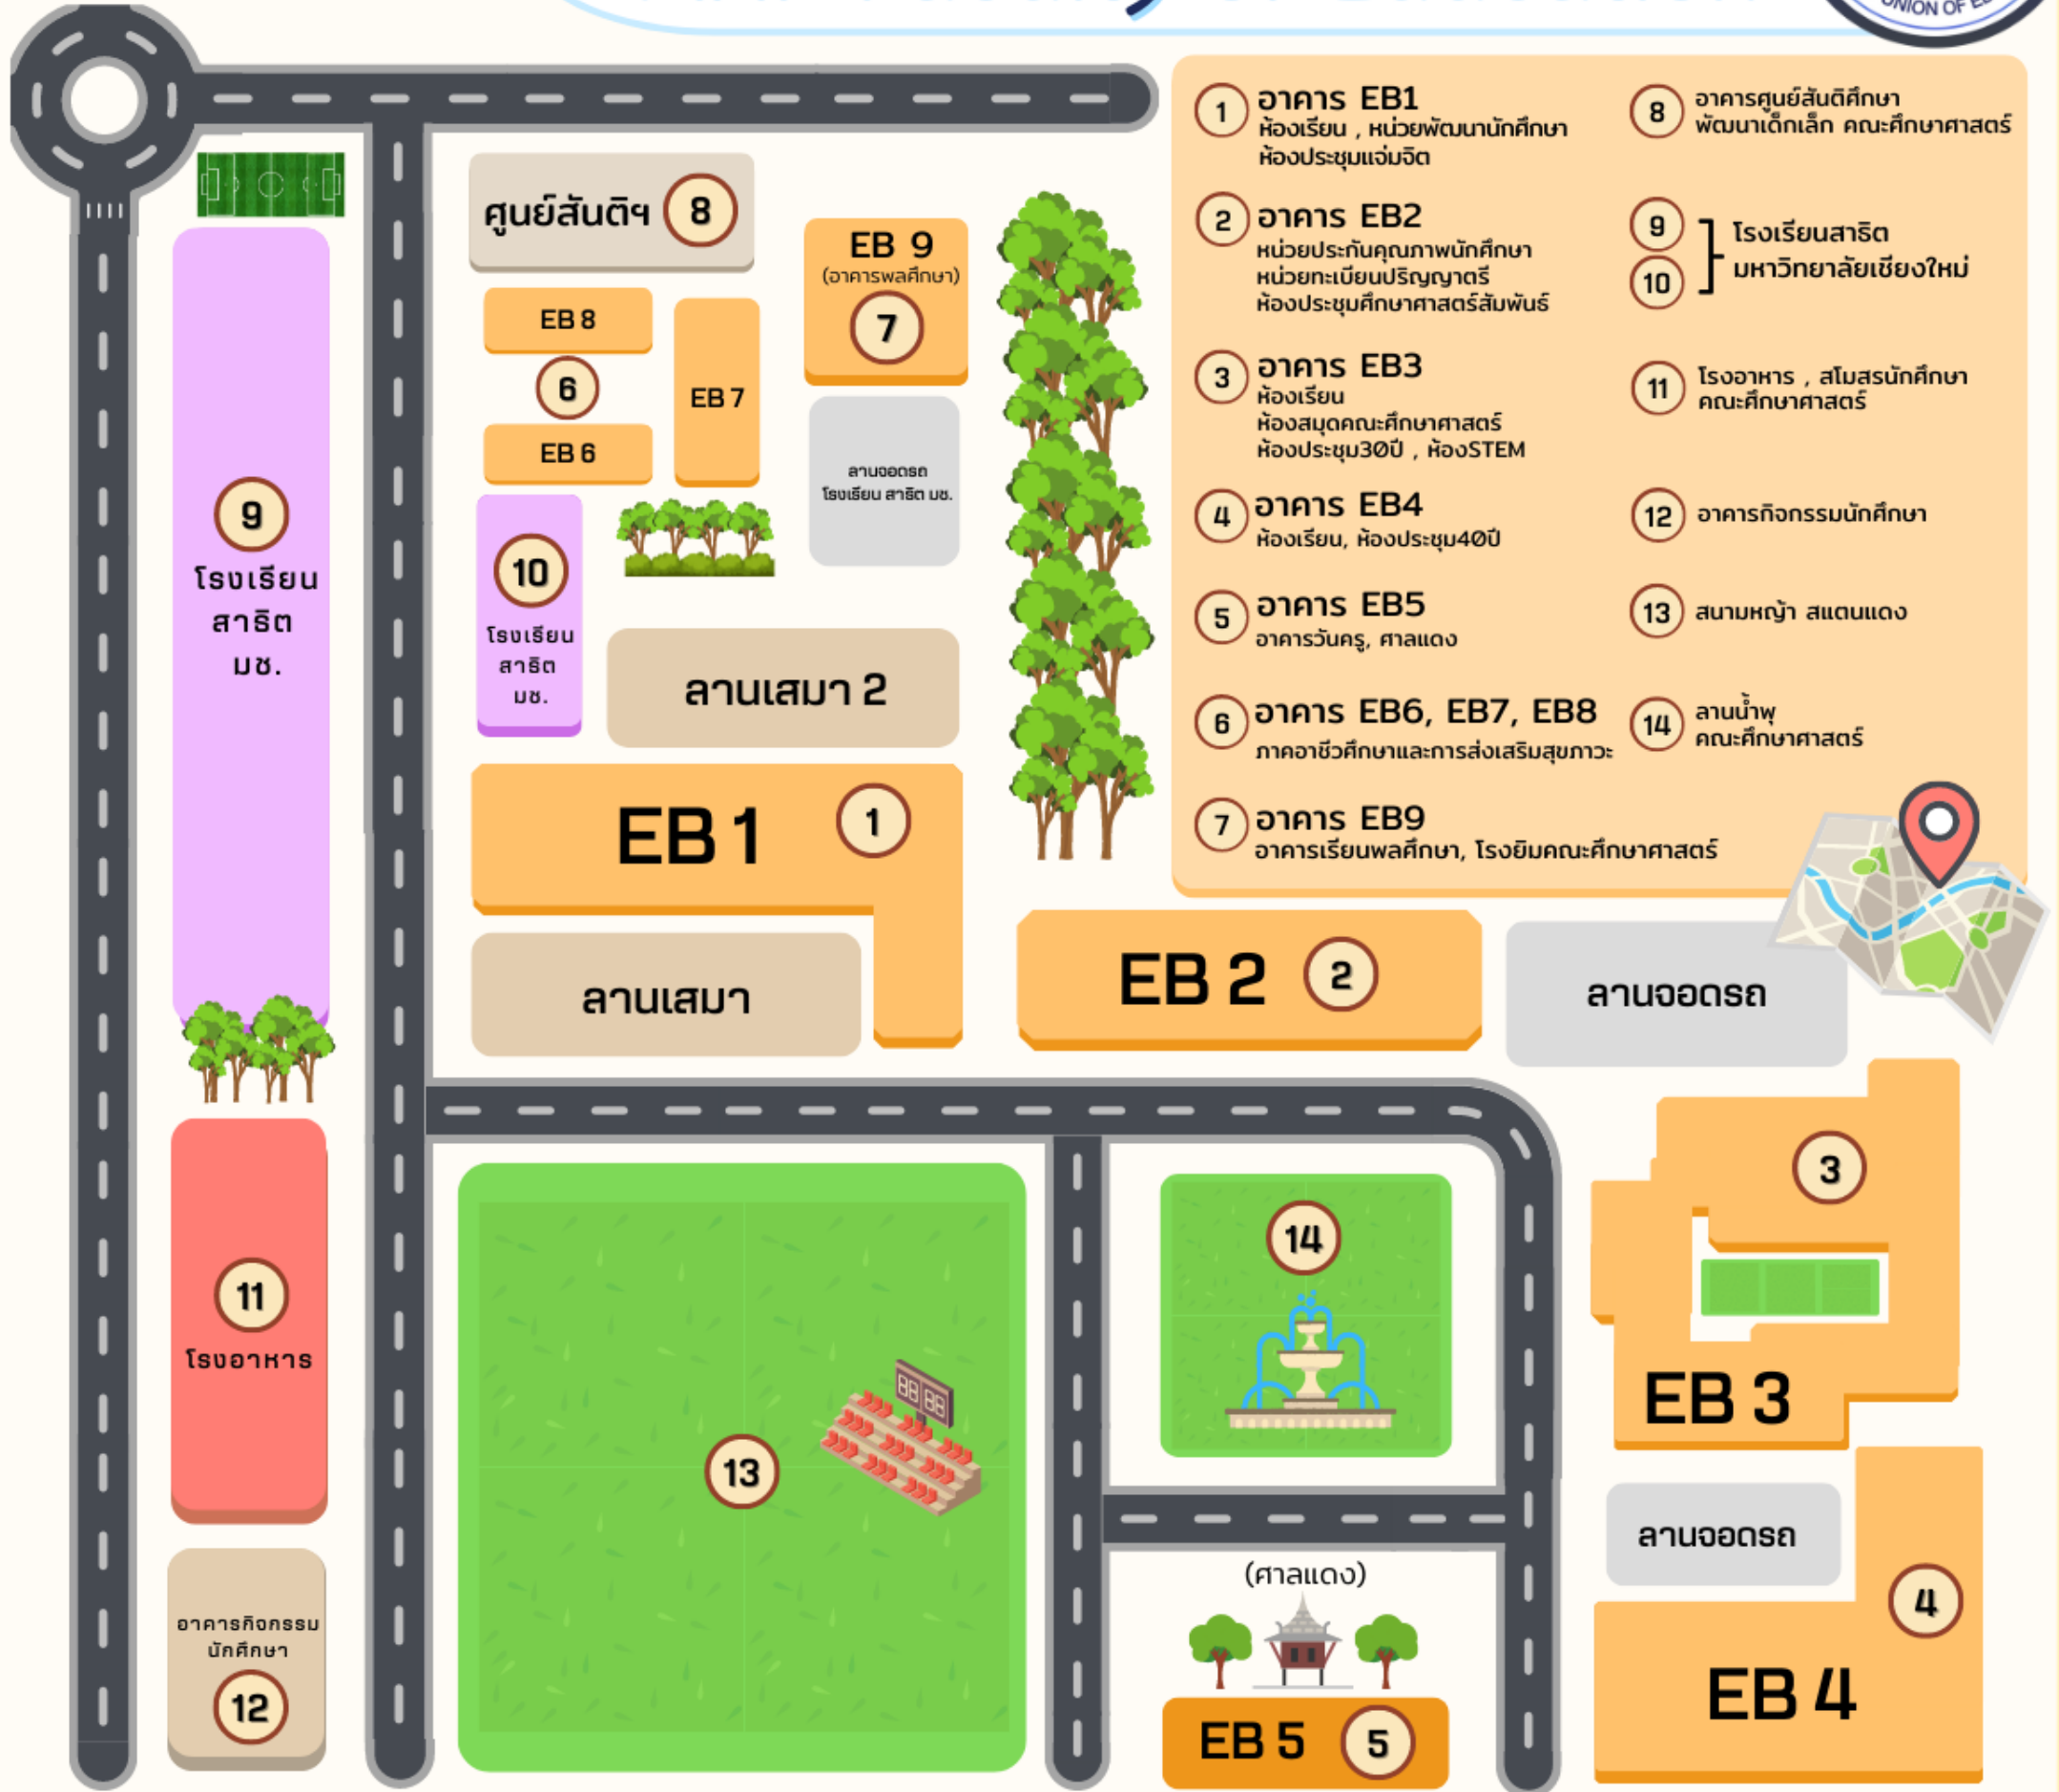 UNION OF
1 อาคาร EB1
ห้องเรียน , หน่วยพัฒนานักศึกษา
ห้องประชุมแจ่มจิต
2 อาคาร EB2
หน่วยประกันคุณภาพนักศึกษา
หน่วยทะเบียนปริญญาตรี
ห้องประชุมศึกษาศาสตร์สัมพันธ์
3 อาคาร EB3
ห้องเรียน
ห้องสมุดคณะศึกษาศาสตร์
ห้องประชุม30ปี , ห้องSTEM
4 อาคาร EB4
ห้องเรียน, ห้องประชุม40ปี
5 อาคาร EB5
อาคารวันครู, ศาลแดง
6 อาคาร EB6, EB7, EB8
ภาคอาชีวศึกษาและการส่งเสริมสุขภาวะ
7 อาคาร EB9
อาคารเรียนพลศึกษา, โรงยิมคณะศึกษาศาสตร์
8 อาคารศูนย์สันติศึกษา
พัฒนาเด็กเล็ก คณะศึกษาศาสตร์
9 โรงเรียนสาธิต
10 มหาวิทยาลัยเชียงใหม่
11 โรงอาหาร , สโมสรนักศึกษา
คณะศึกษาศาสตร์
12 อาคารกิจกรรมนักศึกษา
13 สนามหญ้า สแตนแดง
14 ลานน้ำพุ
คณะศึกษาศาสตร์
ศูนย์สันติฯ 8
EB 9
(อาคารพลศึกษา)
7
EB 8
6
EB 7
EB 6
ลานจอดรถ
โรงเรียน สาธิต มช.
9
โรงเรียน
สาธิต
มช.
10
โรงเรียน
สาธิต
มช.
ลานเสมา 2
EB 1 1
ลานเสมา
EB 2 2
ลานจอดรถ
3
EB 3
11
โรงอาหาร
14
88 88
13
ลานจอดรถ
4
EB 4
(ศาลแดง)
EB 5 5
อาคารกิจกรรม
นักศึกษา
12